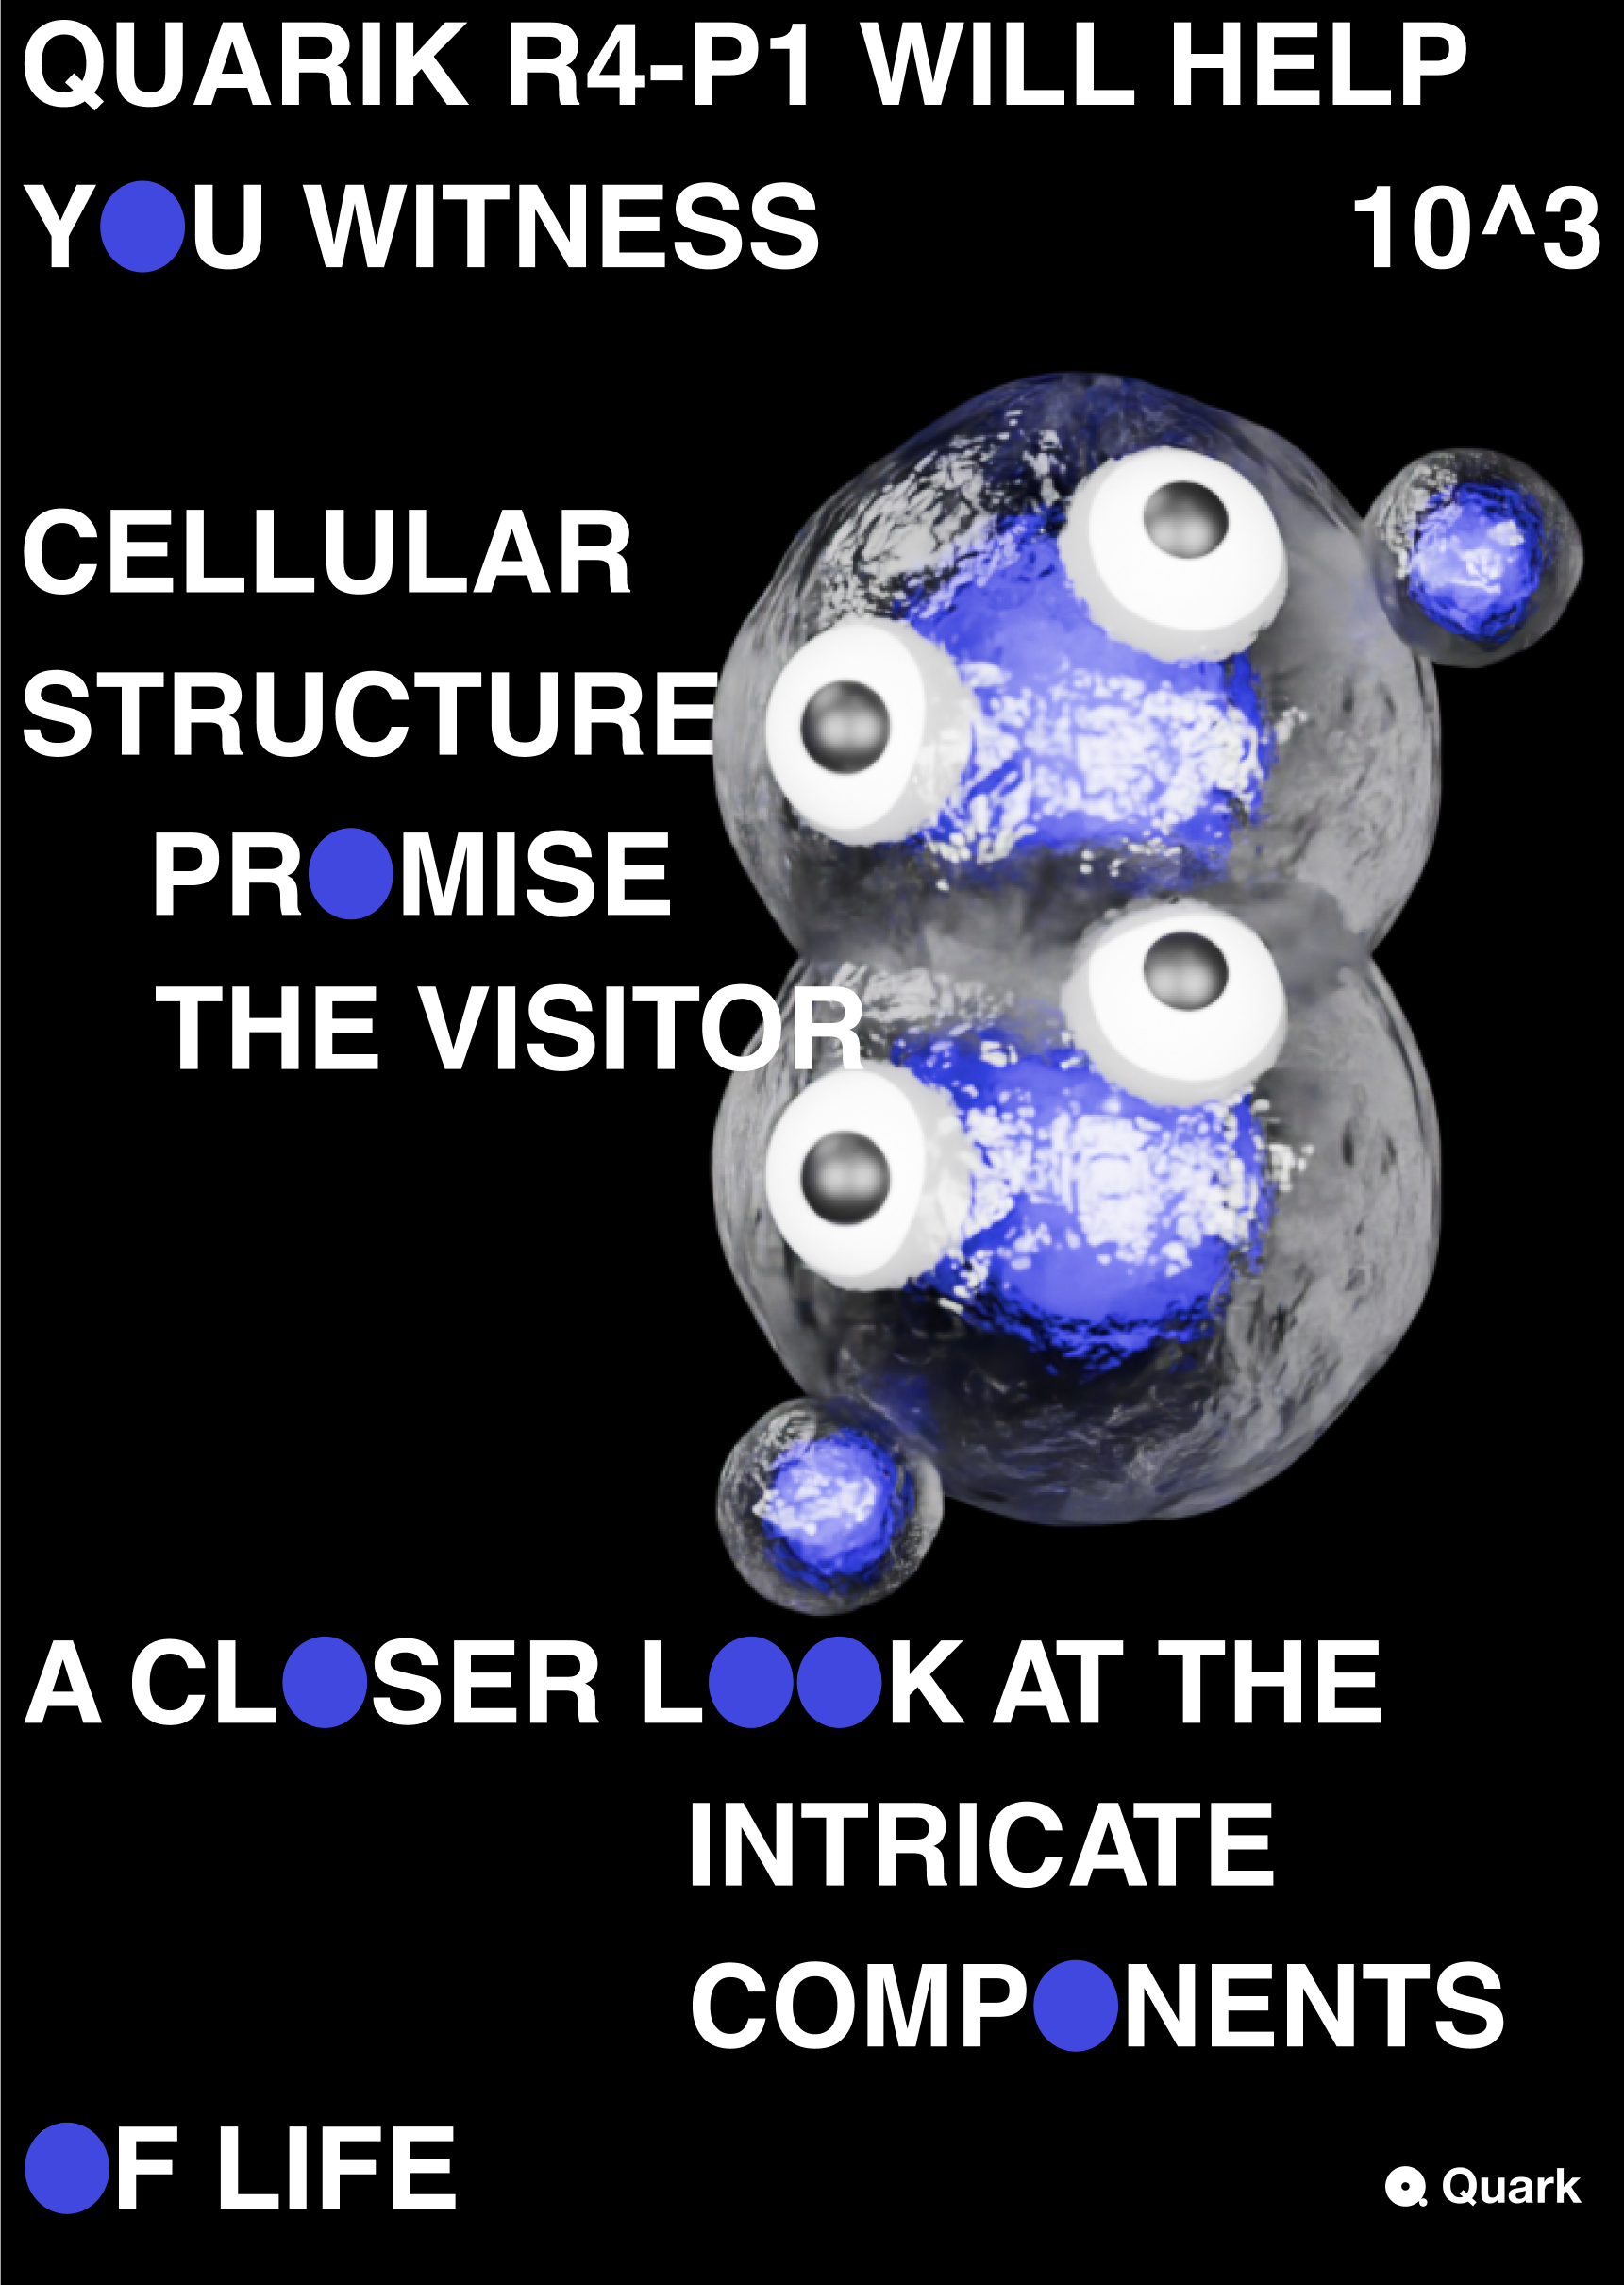 QUARIK R4-P1 WILL HELP
YOU WITNESS 10^3
CELLULAR
STRUCTURE
PROMISE
THE VISITOR
A CLOSER LOOK AT THE
INTRICATE
COMPONENTS
OF LIFE
Quark